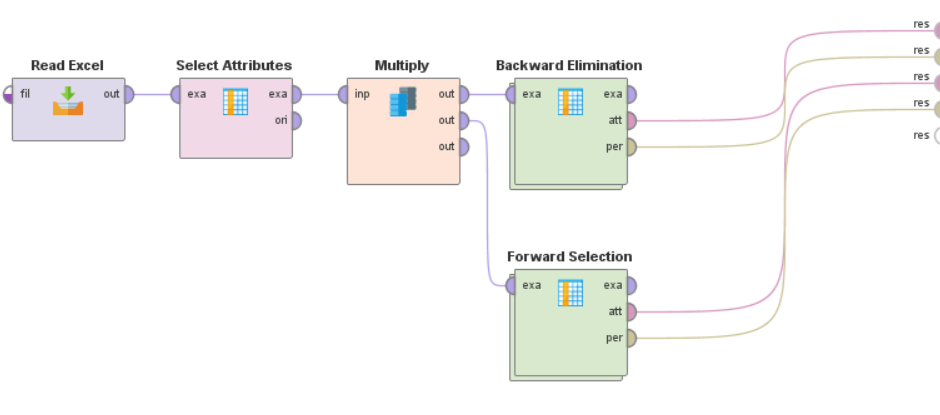 res
res
Read Excel
Select Attributes
Multiply
Backward Elimination
res
fil
out
exa
exa
inp
out
exa
exa
res
ori
out
att
res
out
per
Forward Selection
exa
exa
att
per